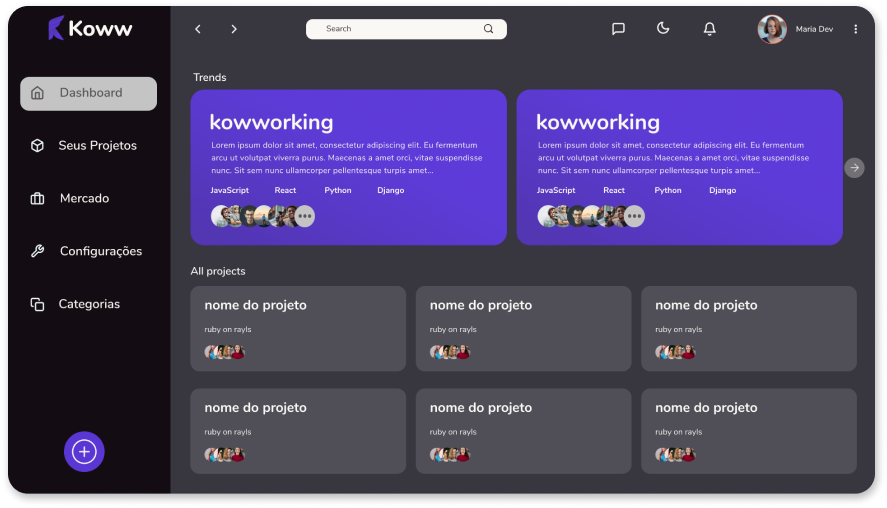 Koww
Search
Maria Dev
Dashboard
Seus Projetos
Mercado
Configurações
Categorias
Trends
kowworking
Lorem ipsum dolor sit amet, consectetur adipiscing elit. Eu fermentum
arcu ut volutpat viverra purus. Maecenas a amet orci, vitae suspendisse
nunc. Sit sem nunc ullamcorper pellentesque turpis amet...
JavaScript React Python Django
kowworking
Lorem ipsum dolor sit amet, consectetur adipiscing elit. Eu fermentum
arcu ut volutpat viverra purus. Maecenas a amet orci, vitae suspendisse
nunc. Sit sem nunc ullamcorper pellentesque turpis amet...
JavaScript React Python Django
All projects
nome do projeto
ruby on rayls
nome do projeto
ruby on rayls
nome do projeto
ruby on rayls
nome do projeto
ruby on rayls
nome do projeto
ruby on rayls
nome do projeto
ruby on rayls